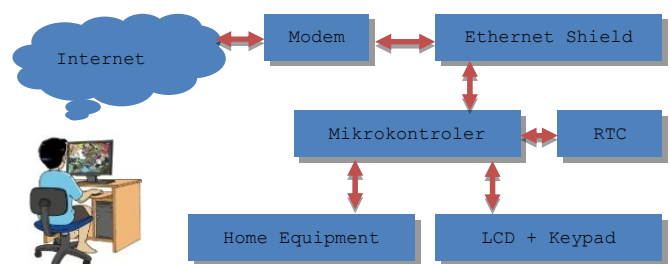 Internet
Modem
Ethernet Shield
Mikrokontroler
RTC
Home Equipment
LCD + Keypad